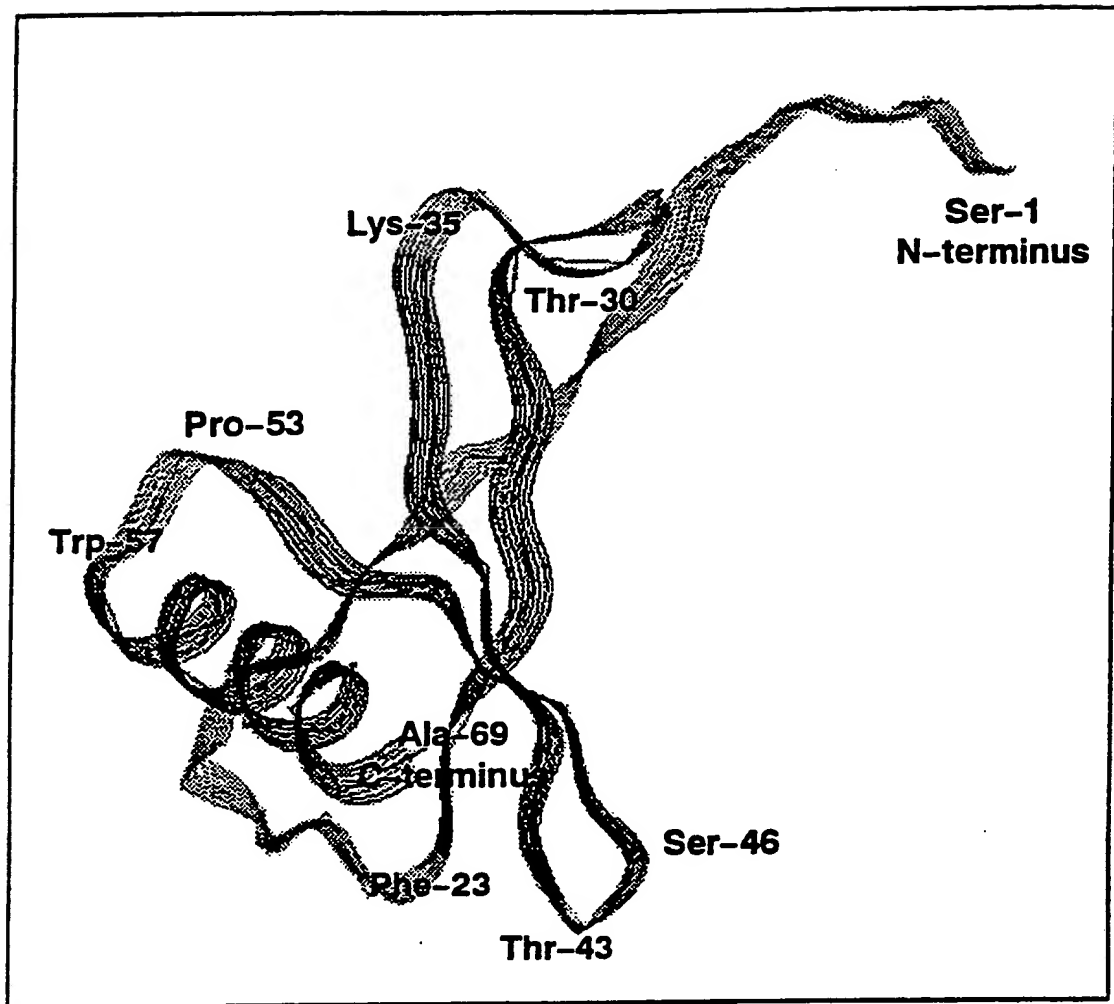 Lys-35
Ser-1
N-terminus
Thr-30
Pro-53
Trp-57
Ala-69
C-terminus
Ser-46
Phe-23
Thr-43